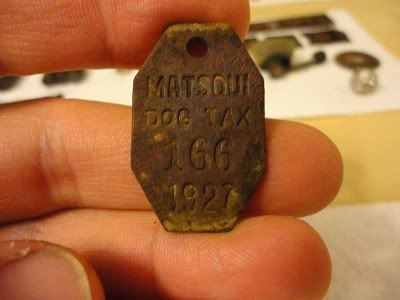 MATSQUI
DOG TAX
166
1927